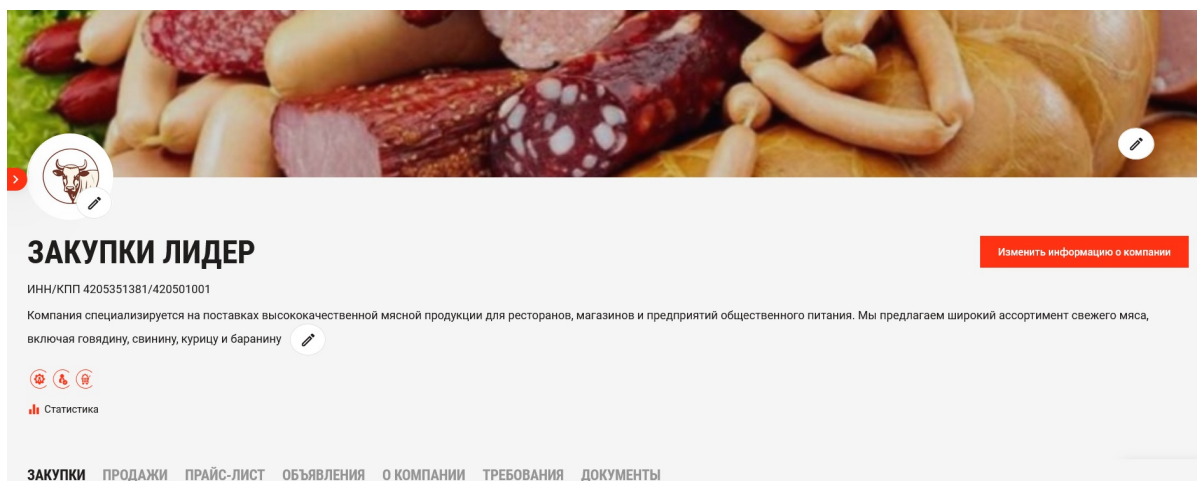 ЗАКУПКИ ЛИДЕР
Изменить информацию о компании
ИНН/КПП 4205351381/420501001
Компания специализируется на поставках высококачественной мясной продукции для ресторанов, магазинов и предприятий общественного питания. Мы предлагаем широкий ассортимент свежего мяса,
включая говядину, свинину, курицу и баранину
Статистика
ЗАКУПКИ ПРОДАЖИ ПРАЙС-ЛИСТ ОБЪЯВЛЕНИЯ О КОМПАНИИ ТРЕБОВАНИЯ ДОКУМЕНТЫ